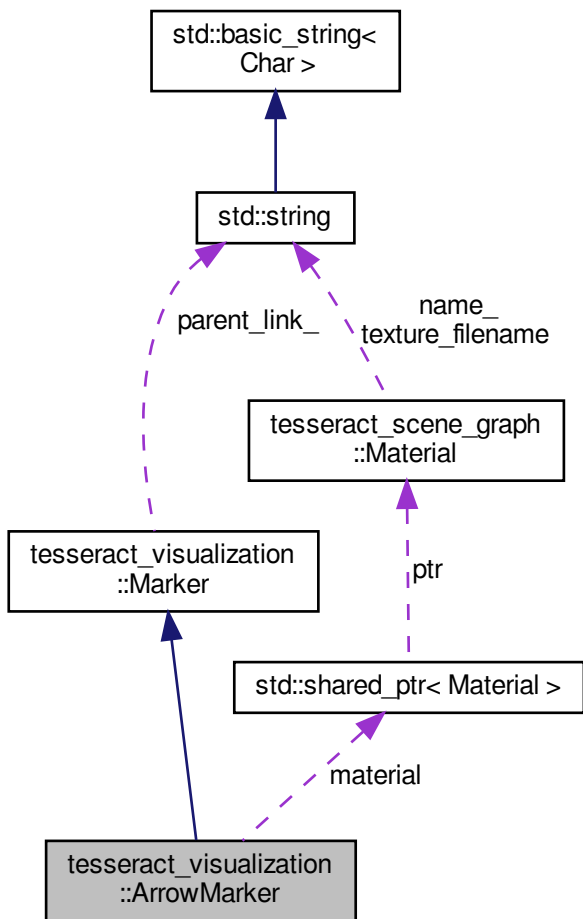 std::basic_string<
Char >
std::string
parent_link_
name_
texture_filename
tesseract_scene_graph
::Material
tesseract_visualization
::Marker
ptr
std::shared_ptr< Material >
material
tesseract_visualization
::ArrowMarker